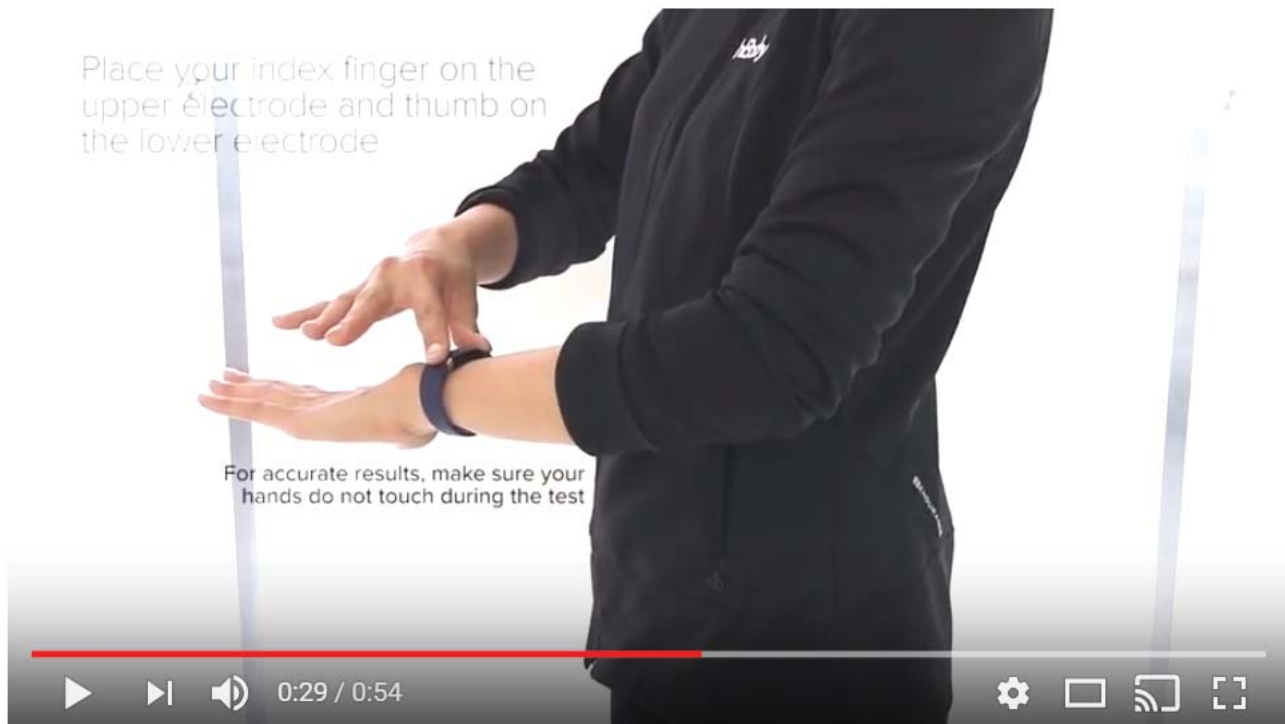 Place your index finger on the
upper electrode and thumb on
the lower electrode
InBody
For accurate results, make sure your
hands do not touch during the test
0:29 / 0:54